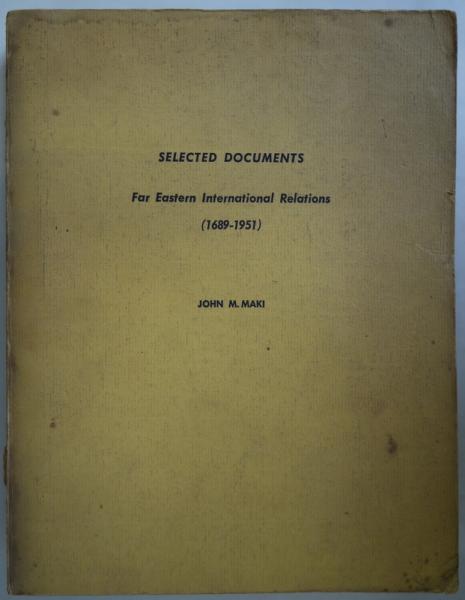 SELECTED DOCUMENTS
Far Eastern International Relations
(1689-1951)
JOHN M. MAKI